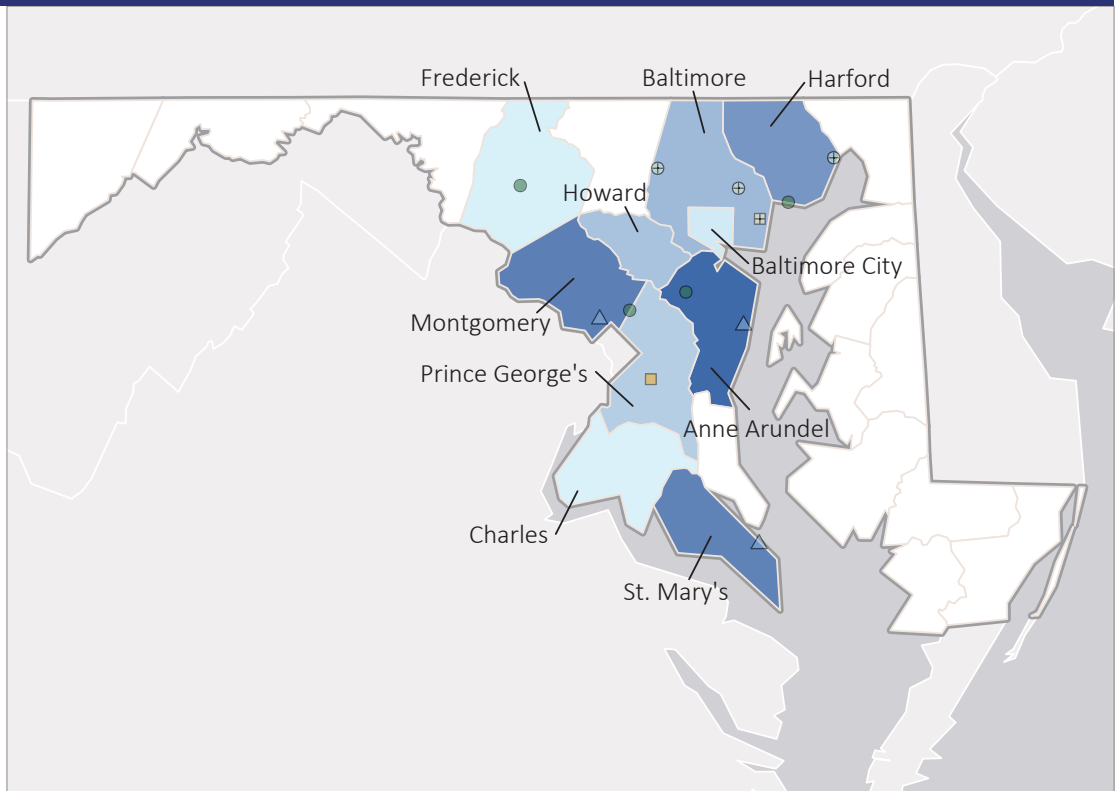 Frederick
Baltimore
Harford
Howard
Baltimore City
Montgomery
Prince George's
Anne Arundel
Charles
St. Mary's